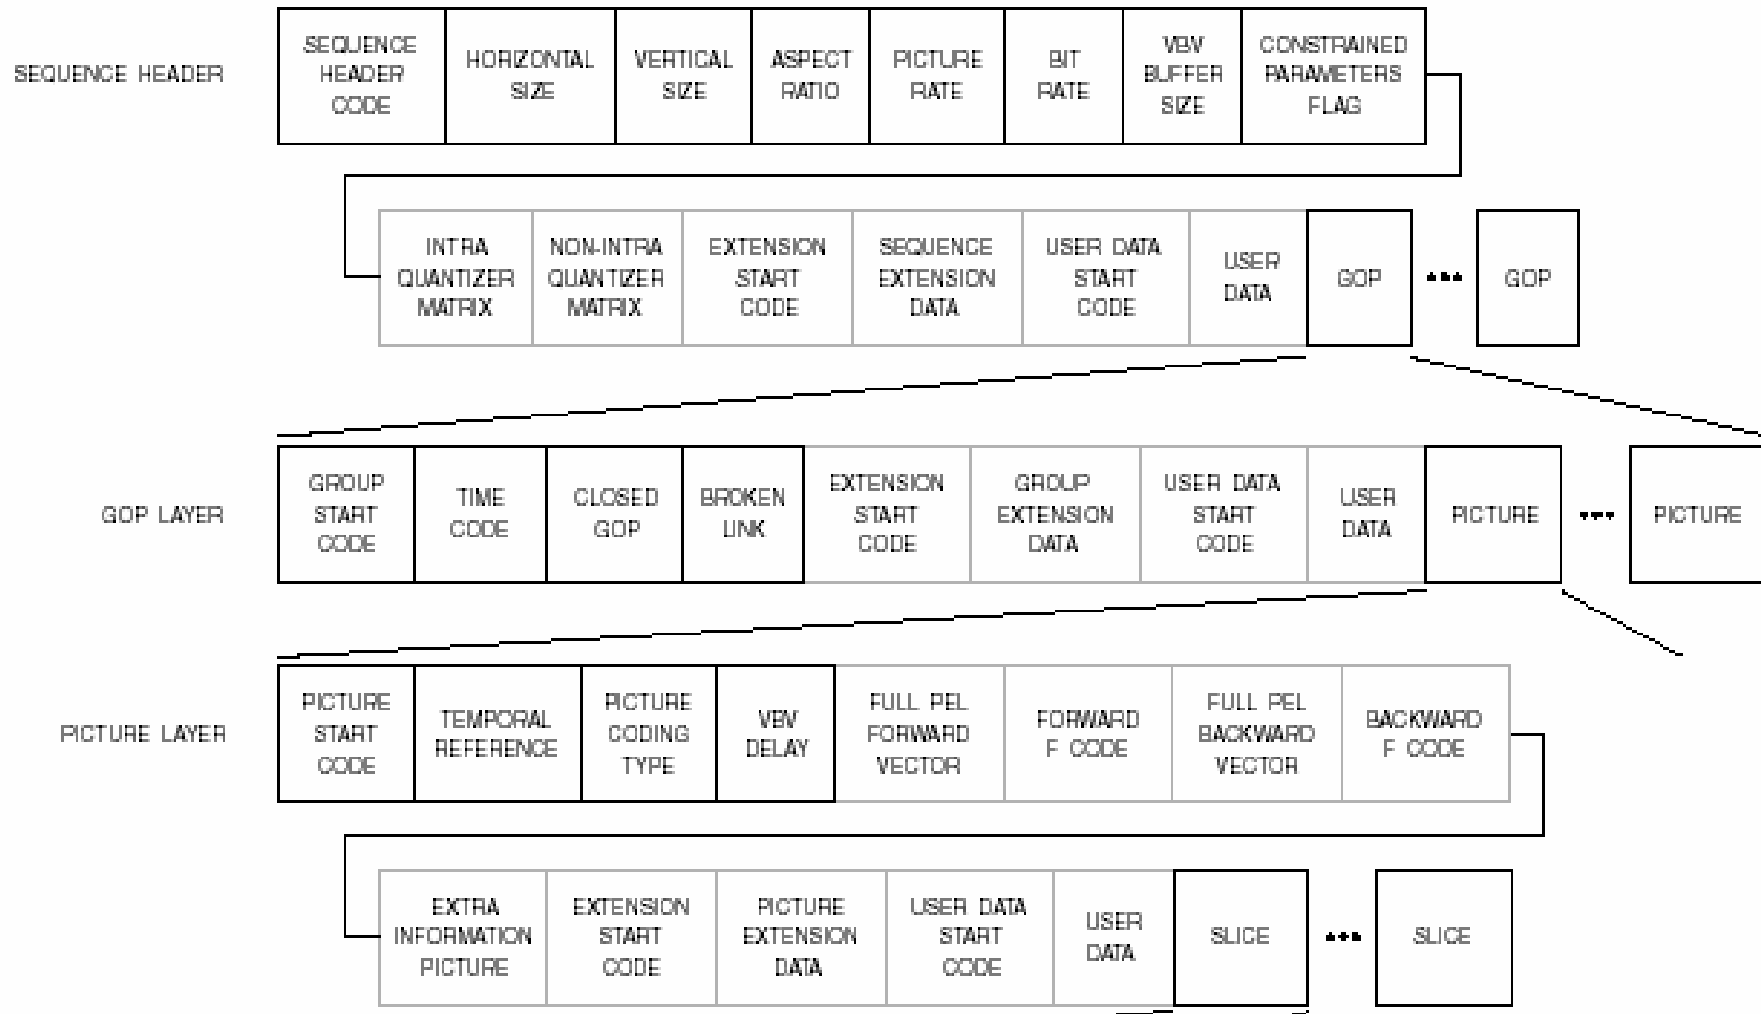 SEQUENCE HEADER
SEQUENCE
HEADER
CODE
HORIZONTAL
SIZE
VERTICAL
SIZE
ASPECT
RATIO
PICTURE
RATE
BIT
RATE
VBV
BUFFER
SIZE
CONSTRAINED
PARAMETERS
FLAG
INTRA
QUANTIZER
MATRIX
NON-INTRA
QUANTIZER
MATRIX
EXTENSION
START
CODE
SEQUENCE
EXTENSION
DATA
USER DATA
START
CODE
USER
DATA
GOP
GOP
GOP LAYER
GROUP
START
CODE
TIME
CODE
CLOSED
GOP
BROKEN
LINK
EXTENSION
START
CODE
GROUP
EXTENSION
DATA
USER DATA
START
CODE
USER
DATA
PICTURE
PICTURE
PICTURE LAYER
PICTURE
START
CODE
TEMPORAL
REFERENCE
PICTURE
CODING
TYPE
VBV
DELAY
FULL PEL
FORWARD
VECTOR
FORWARD
F CODE
FULL PEL
BACKWARD
VECTOR
BACKWARD
F CODE
EXTRA
INFORMATION
PICTURE
EXTENSION
START
CODE
PICTURE
EXTENSION
DATA
USER DATA
START
CODE
USER
DATA
SLICE
SLICE